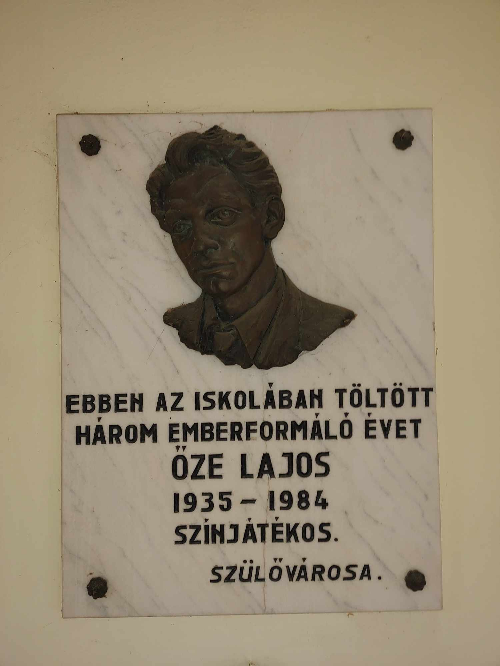 EBBEN AZ ISKOLÁBAN TÖLTÖTT
HÁROM EMBERFORMÁLÓ ÉVET
ŐZE LAJOS
1935 – 1984
SZÍNJÁTÉKOS.
SZÜLŐVÁROSA.